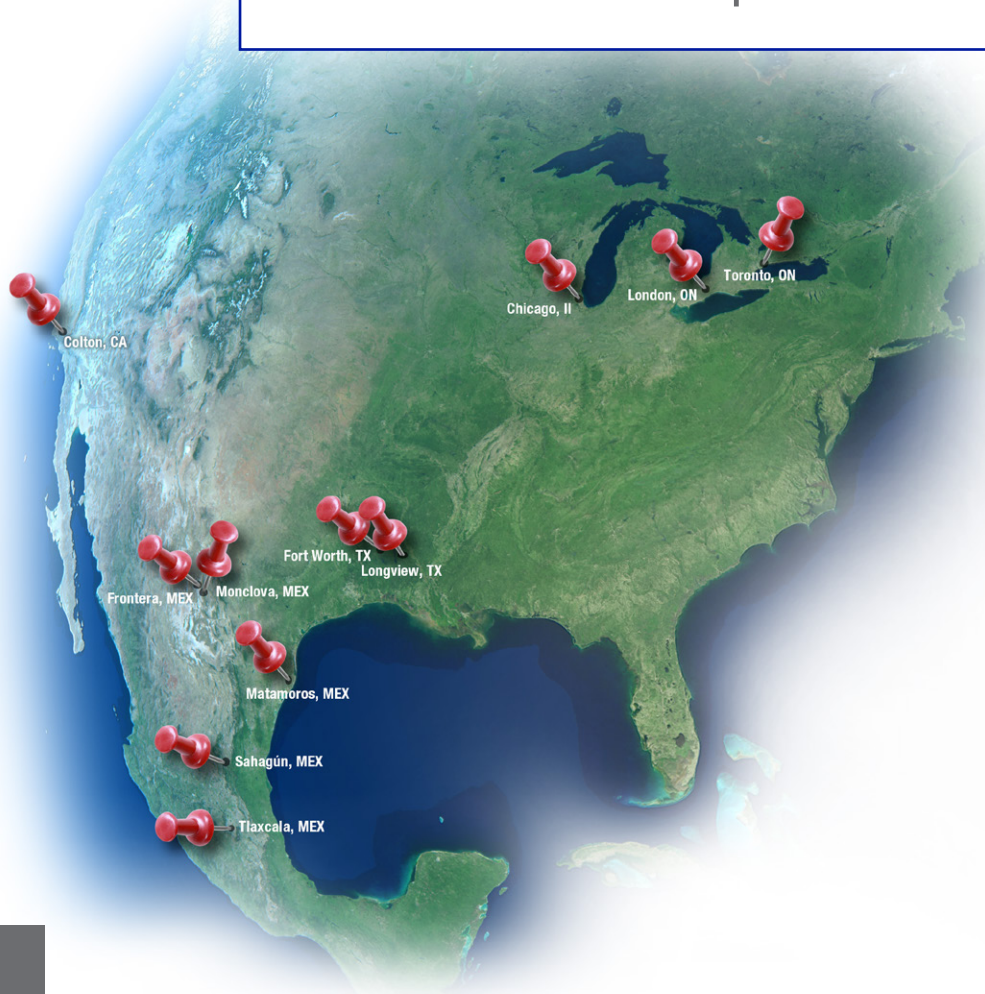 Toronto, ON
London, ON
Chicago, Il
Colton, CA
Fort Worth, TX
Longview, TX
Monclova, MEX
Frontera, MEX
Matamoros, MEX
Sahagún, MEX
Tlaxcala, MEX